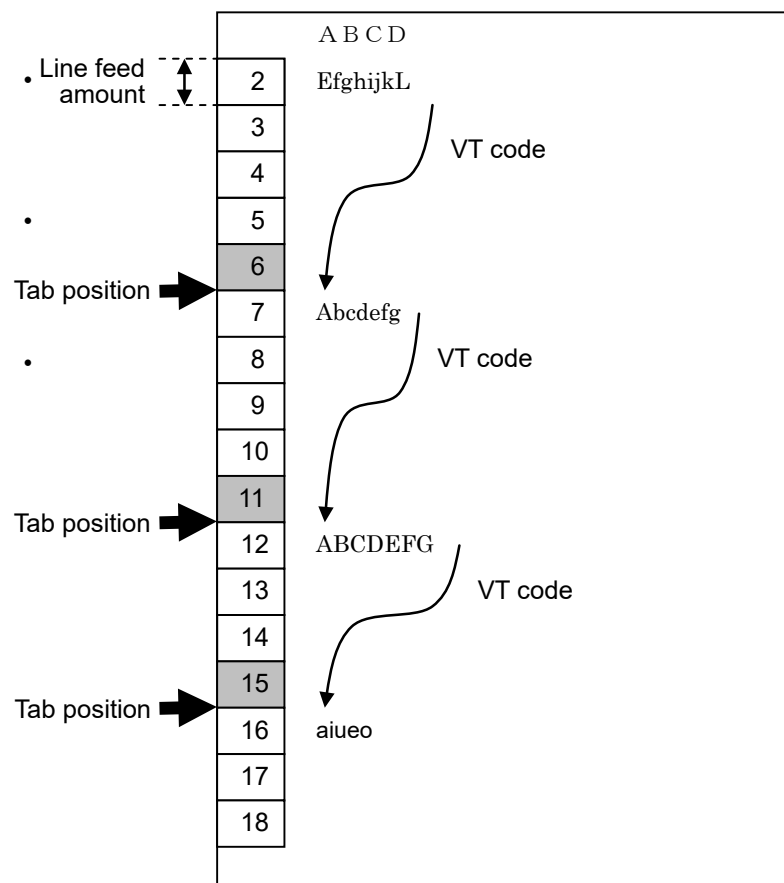 A B C D
Line feed amount
2 EfghijkL
3
VT code
4
5
6
Tab position
7 Abcdefg
8
VT code
9
10
11
Tab position
12 ABCDEFG
13
VT code
14
15
Tab position
16 aiueo
17
18